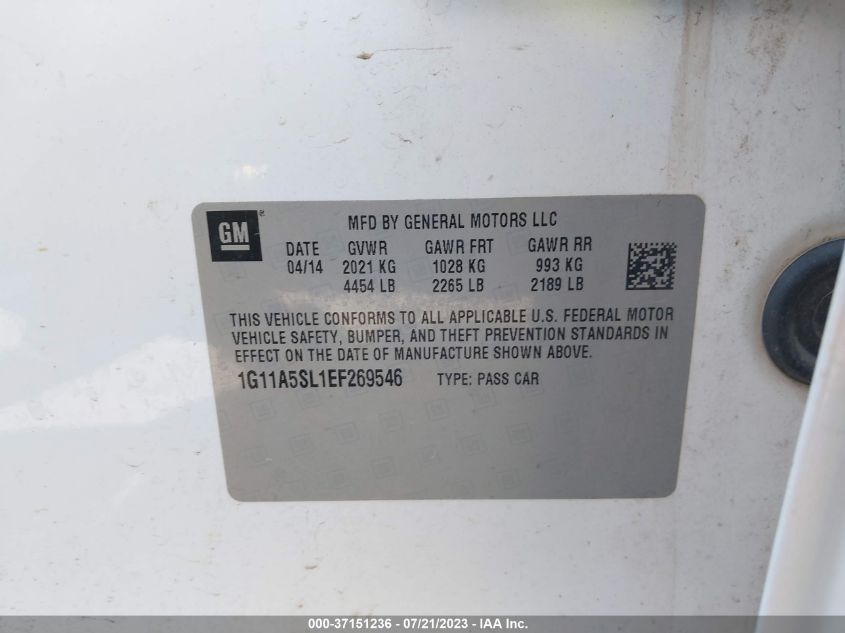 GM
MFD BY GENERAL MOTORS LLC
DATE GVWR GAWR FRT GAWR RR
04/14 2021 KG 1028 KG 993 KG
4454 LB 2265 LB 2189 LB
THIS VEHICLE CONFORMS TO ALL APPLICABLE U.S. FEDERAL MOTOR
VEHICLE SAFETY, BUMPER, AND THEFT PREVENTION STANDARDS IN
EFFECT ON THE DATE OF MANUFACTURE SHOWN ABOVE.
1G11A5SL1EF269546 TYPE: PASS CAR
000-37151236 - 07/21/2023 - IAA Inc.